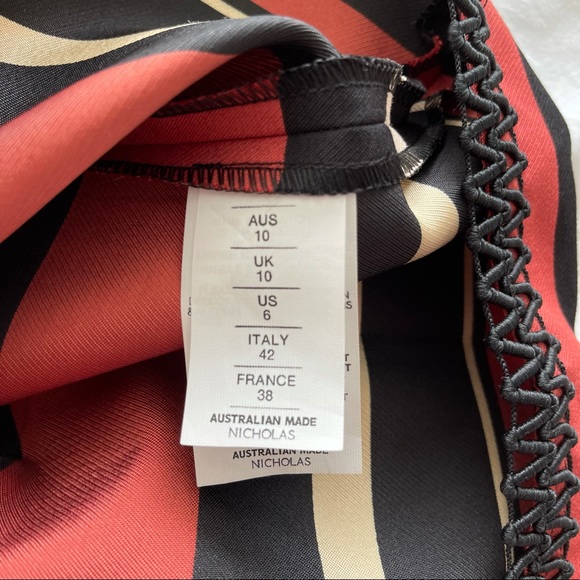 AUS
10
UK
10
US
6
ITALY
42
FRANCE
38
AUSTRALIAN MADE
NICHOLAS
AUSTRALIAN MADE
NICHOLAS